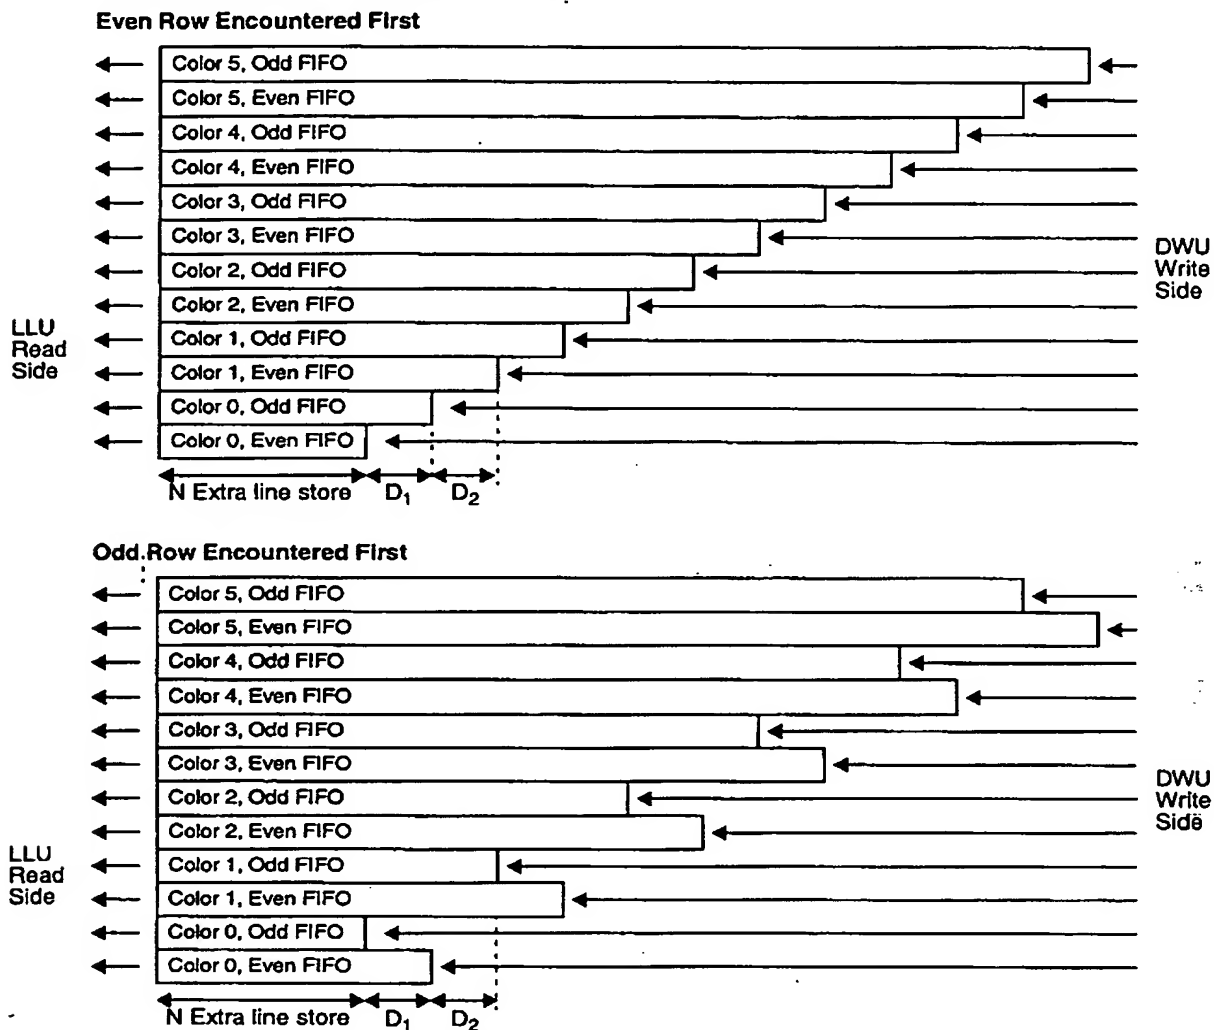 Even Row Encountered First
Color 5, Odd FIFO
Color 5, Even FIFO
Color 4, Odd FIFO
Color 4, Even FIFO
Color 3, Odd FIFO
Color 3, Even FIFO
Color 2, Odd FIFO
Color 2, Even FIFO
Color 1, Odd FIFO
Color 1, Even FIFO
Color 0, Odd FIFO
Color 0, Even FIFO
LLU
Read
Side
DWU
Write
Side
N Extra line store D₁ D₂
Odd Row Encountered First
Color 5, Odd FIFO
Color 5, Even FIFO
Color 4, Odd FIFO
Color 4, Even FIFO
Color 3, Odd FIFO
Color 3, Even FIFO
Color 2, Odd FIFO
Color 2, Even FIFO
Color 1, Odd FIFO
Color 1, Even FIFO
Color 0, Odd FIFO
Color 0, Even FIFO
LLU
Read
Side
DWU
Write
Side
N Extra line store D₁ D₂